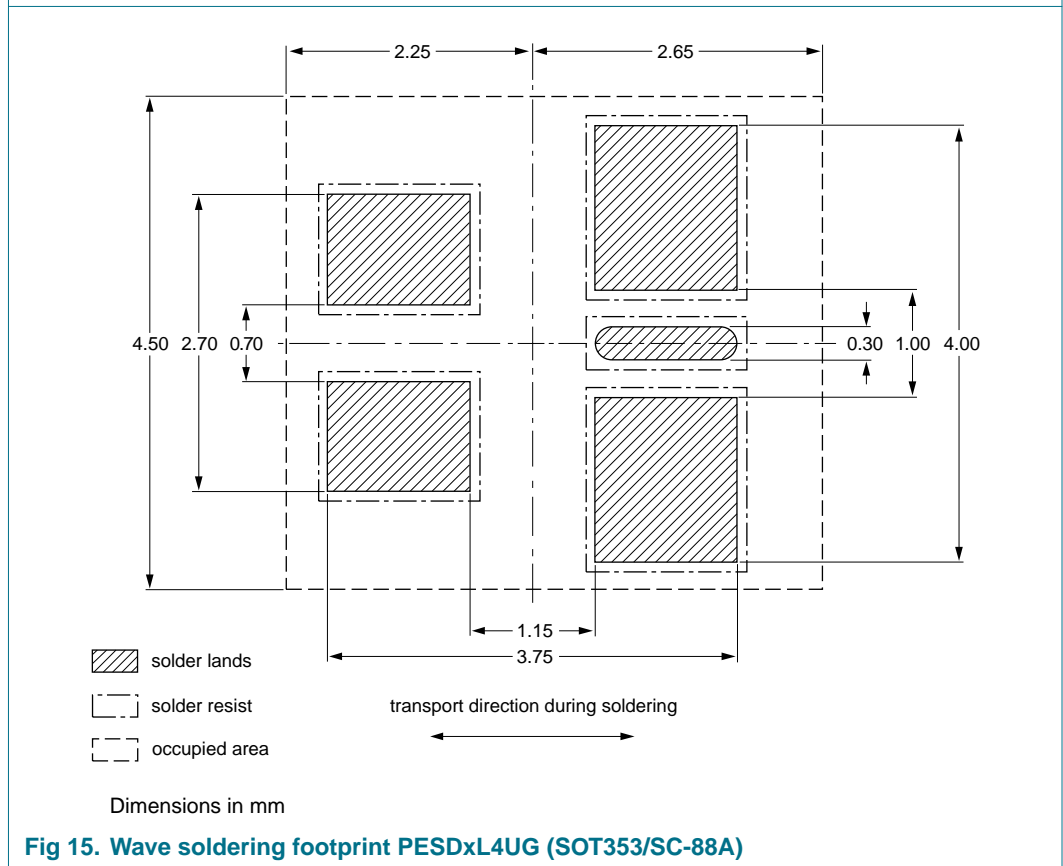 2.25 2.65
4.50 2.70 0.70 0.30 1.00 4.00
1.15
3.75
solder lands
solder resist
occupied area
transport direction during soldering
Dimensions in mm
Fig 15. Wave soldering footprint PESDxL4UG (SOT353/SC-88A)